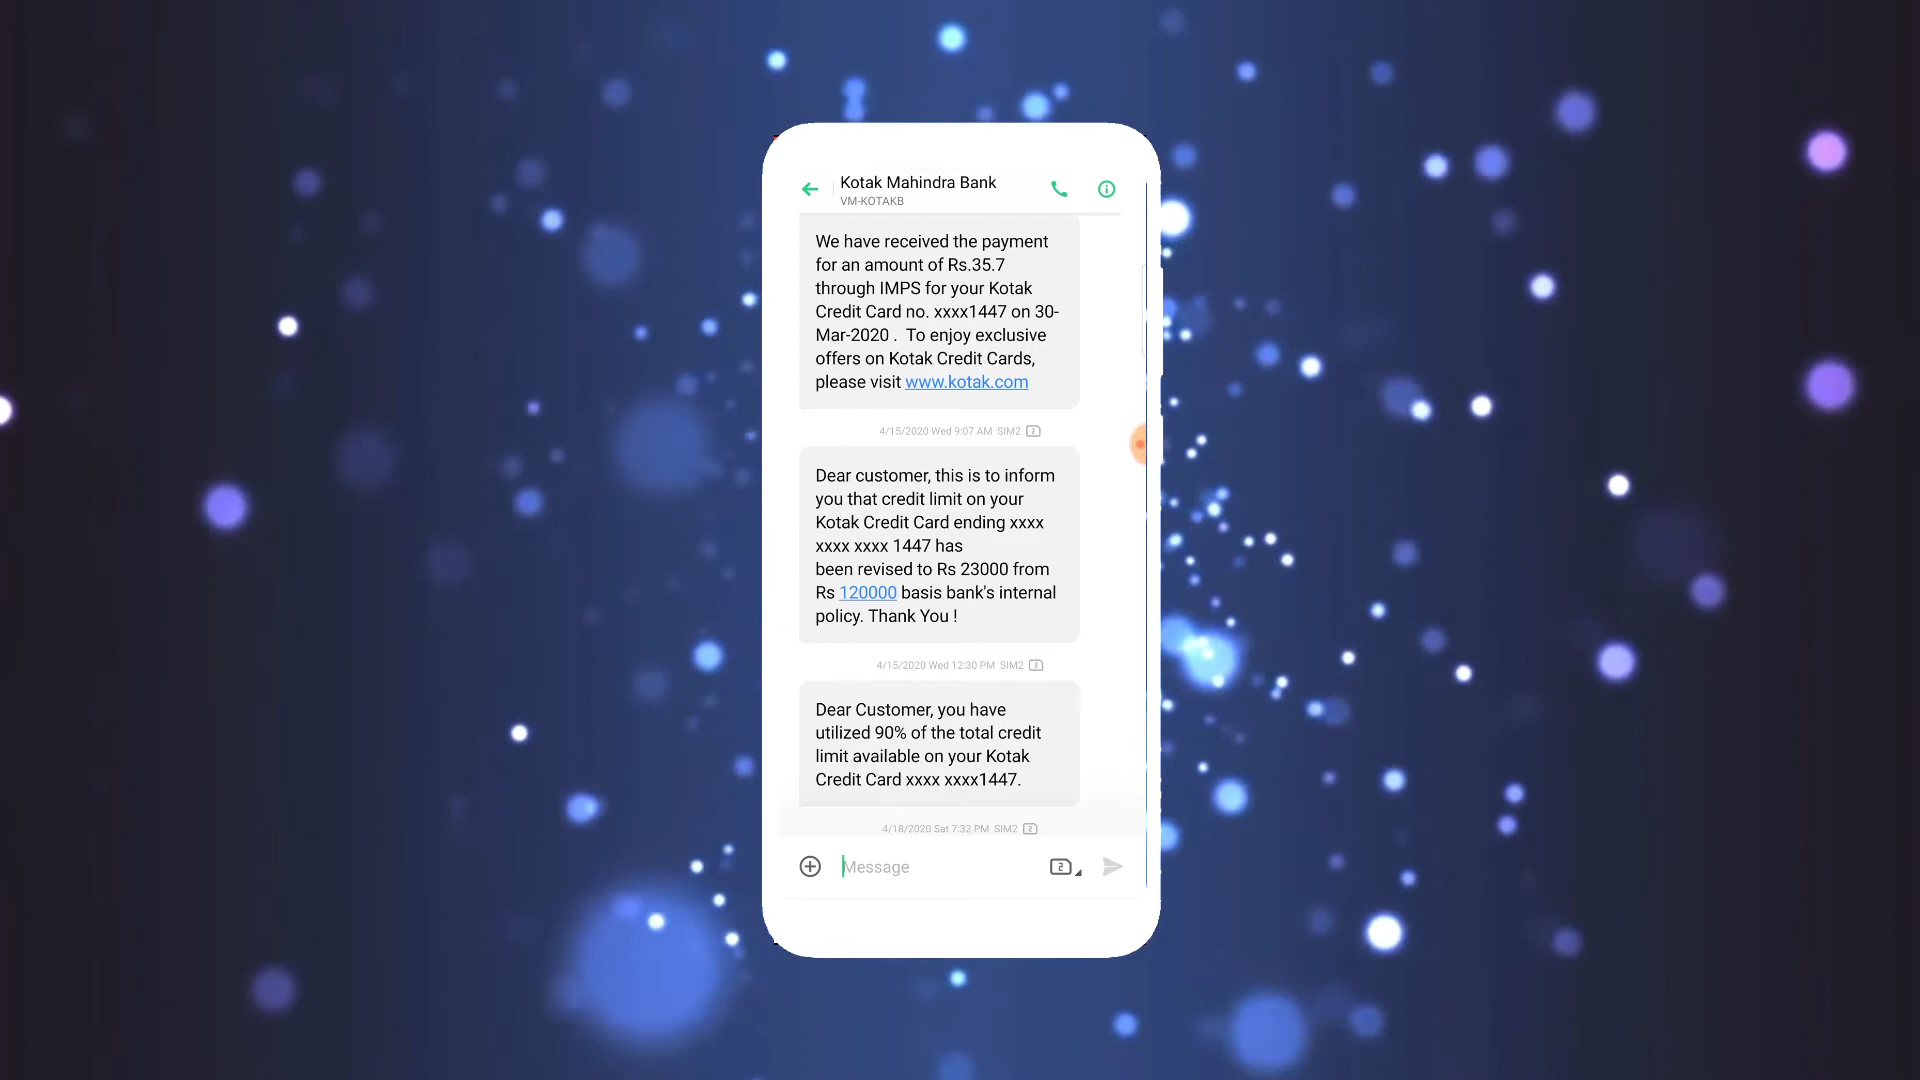 Kotak Mahindra Bank
VM-KOTAKB
We have received the payment
for an amount of Rs.35.7
through IMPS for your Kotak
Credit Card no. xxxx1447 on 30-
Mar-2020 .  To enjoy exclusive
offers on Kotak Credit Cards,
please visit www.kotak.com
4/15/2020 Wed 9:07 AM SIM2 2
Dear customer, this is to inform
you that credit limit on your
Kotak Credit Card ending xxxx
xxxx xxxx 1447 has
been revised to Rs 23000 from
Rs 120000 basis bank's internal
policy. Thank You !
4/15/2020 Wed 12:30 PM SIM2 2
Dear Customer, you have
utilized 90% of the total credit
limit available on your Kotak
Credit Card xxxx xxxx1447.
4/18/2020 Sat 7:32 PM SIM2 2
Message 2